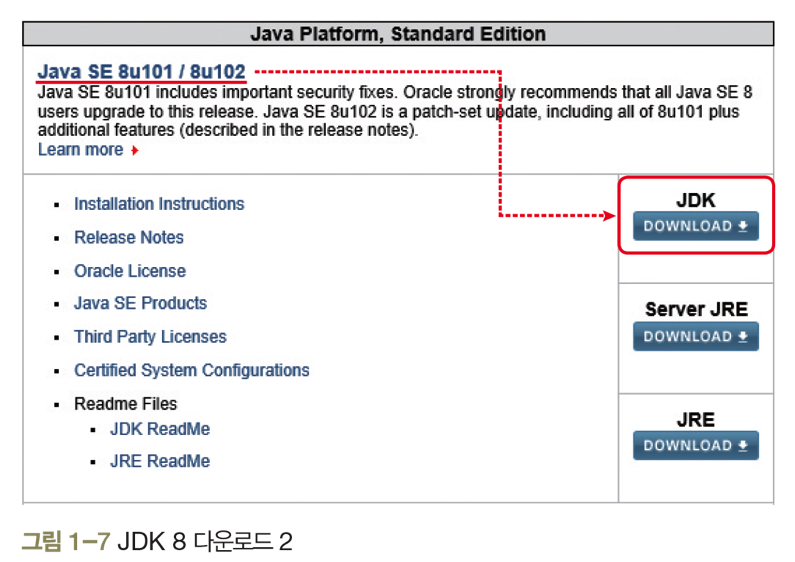 Java Platform, Standard Edition
Java SE 8u101 / 8u102
Java SE 8u101 includes important security fixes. Oracle strongly recommends that all Java SE 8
users upgrade to this release. Java SE 8u102 is a patch-set update, including all of 8u101 plus
additional features (described in the release notes).
Learn more
Installation Instructions
Release Notes
Oracle License
Java SE Products
Third Party Licenses
Certified System Configurations
Readme Files
JDK ReadMe
JRE ReadMe
JDK
DOWNLOAD
Server JRE
DOWNLOAD
JRE
DOWNLOAD
그림 1-7 JDK 8 다운로드 2